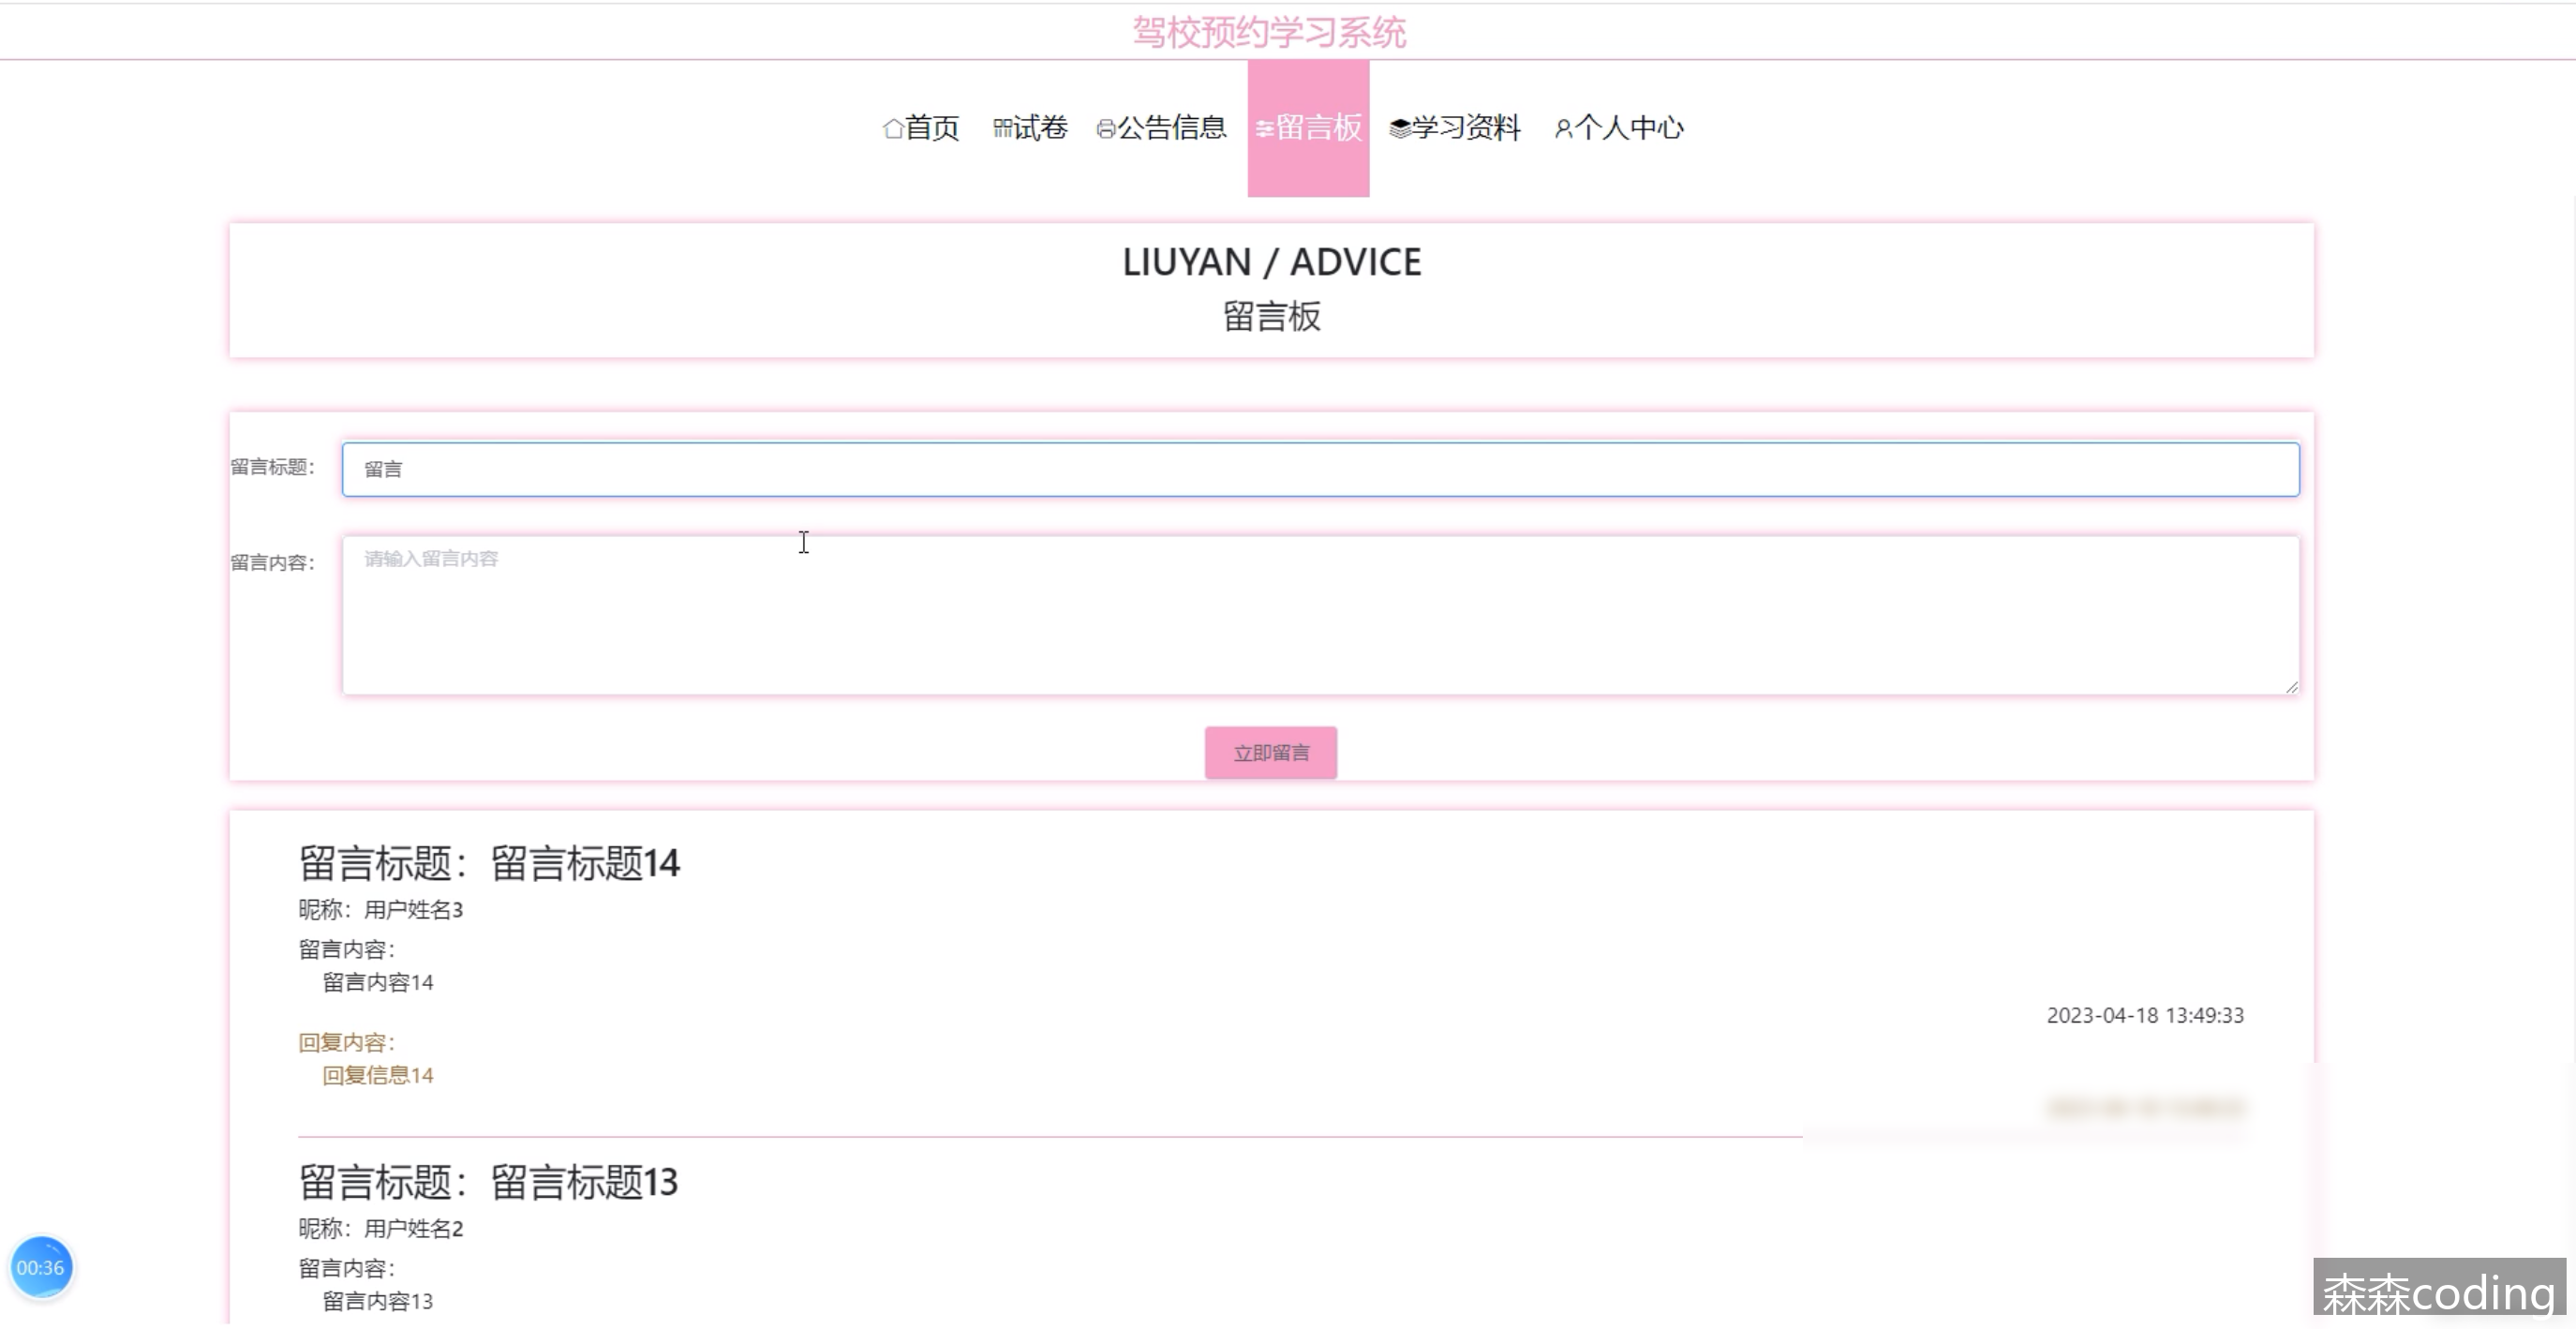 驾校预约学习系统
首页 试卷 公告信息 留言板 学习资料 个人中心
LIUYAN / ADVICE
留言板
留言标题： 留言
留言内容： 请输入留言内容
立即留言
留言标题：留言标题14
昵称：用户姓名3
留言内容：
留言内容14
2023-04-18 13:49:33
回复内容：
回复信息14
留言标题：留言标题13
昵称：用户姓名2
留言内容：
留言内容13
00:36
森森coding